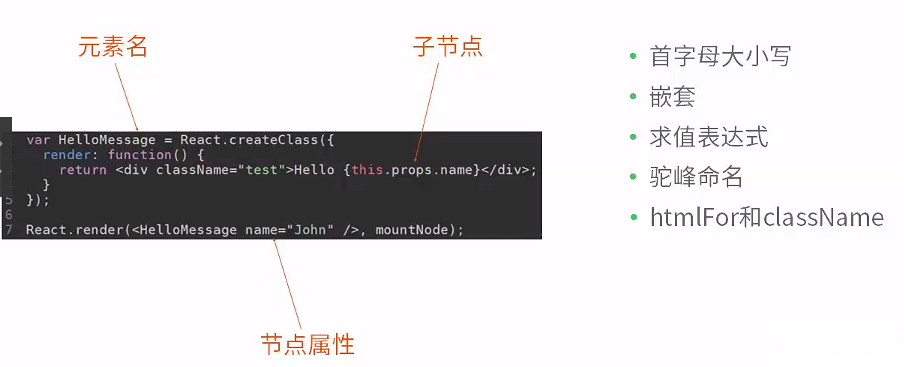 元素名
子节点
var HelloMessage = React.createClass({
render: function() {
return <div className="test">Hello {this.props.name}</div>;
}
5 });
6
7 React.render(<HelloMessage name="John" />, mountNode);
节点属性
• 首字母大小写
• 嵌套
• 求值表达式
• 驼峰命名
• htmlFor和className